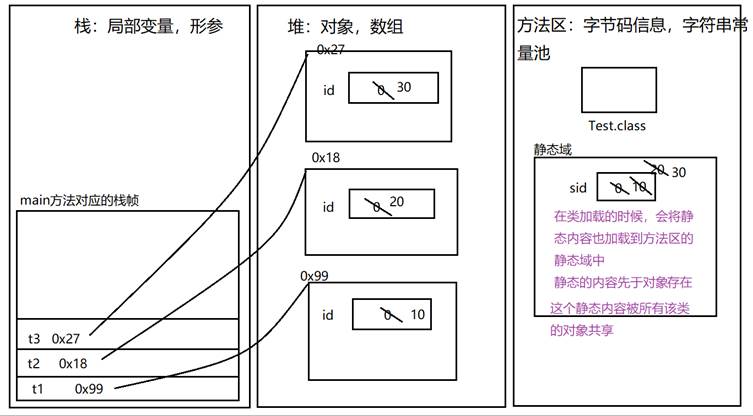 栈：局部变量，形参
main方法对应的栈帧
t3 0x27
t2 0x18
t1 0x99
堆：对象，数组
0x27
id 0 30
0x18
id 0 20
0x99
id 0 10
方法区：字节码信息，字符串常
量池
Test.class
静态域
sid 0 10 20 30
在类加载的时候，会将静
态内容也加载到方法区的
静态域中
静态的内容先于对象存在
这个静态内容被所有该类
的对象共享